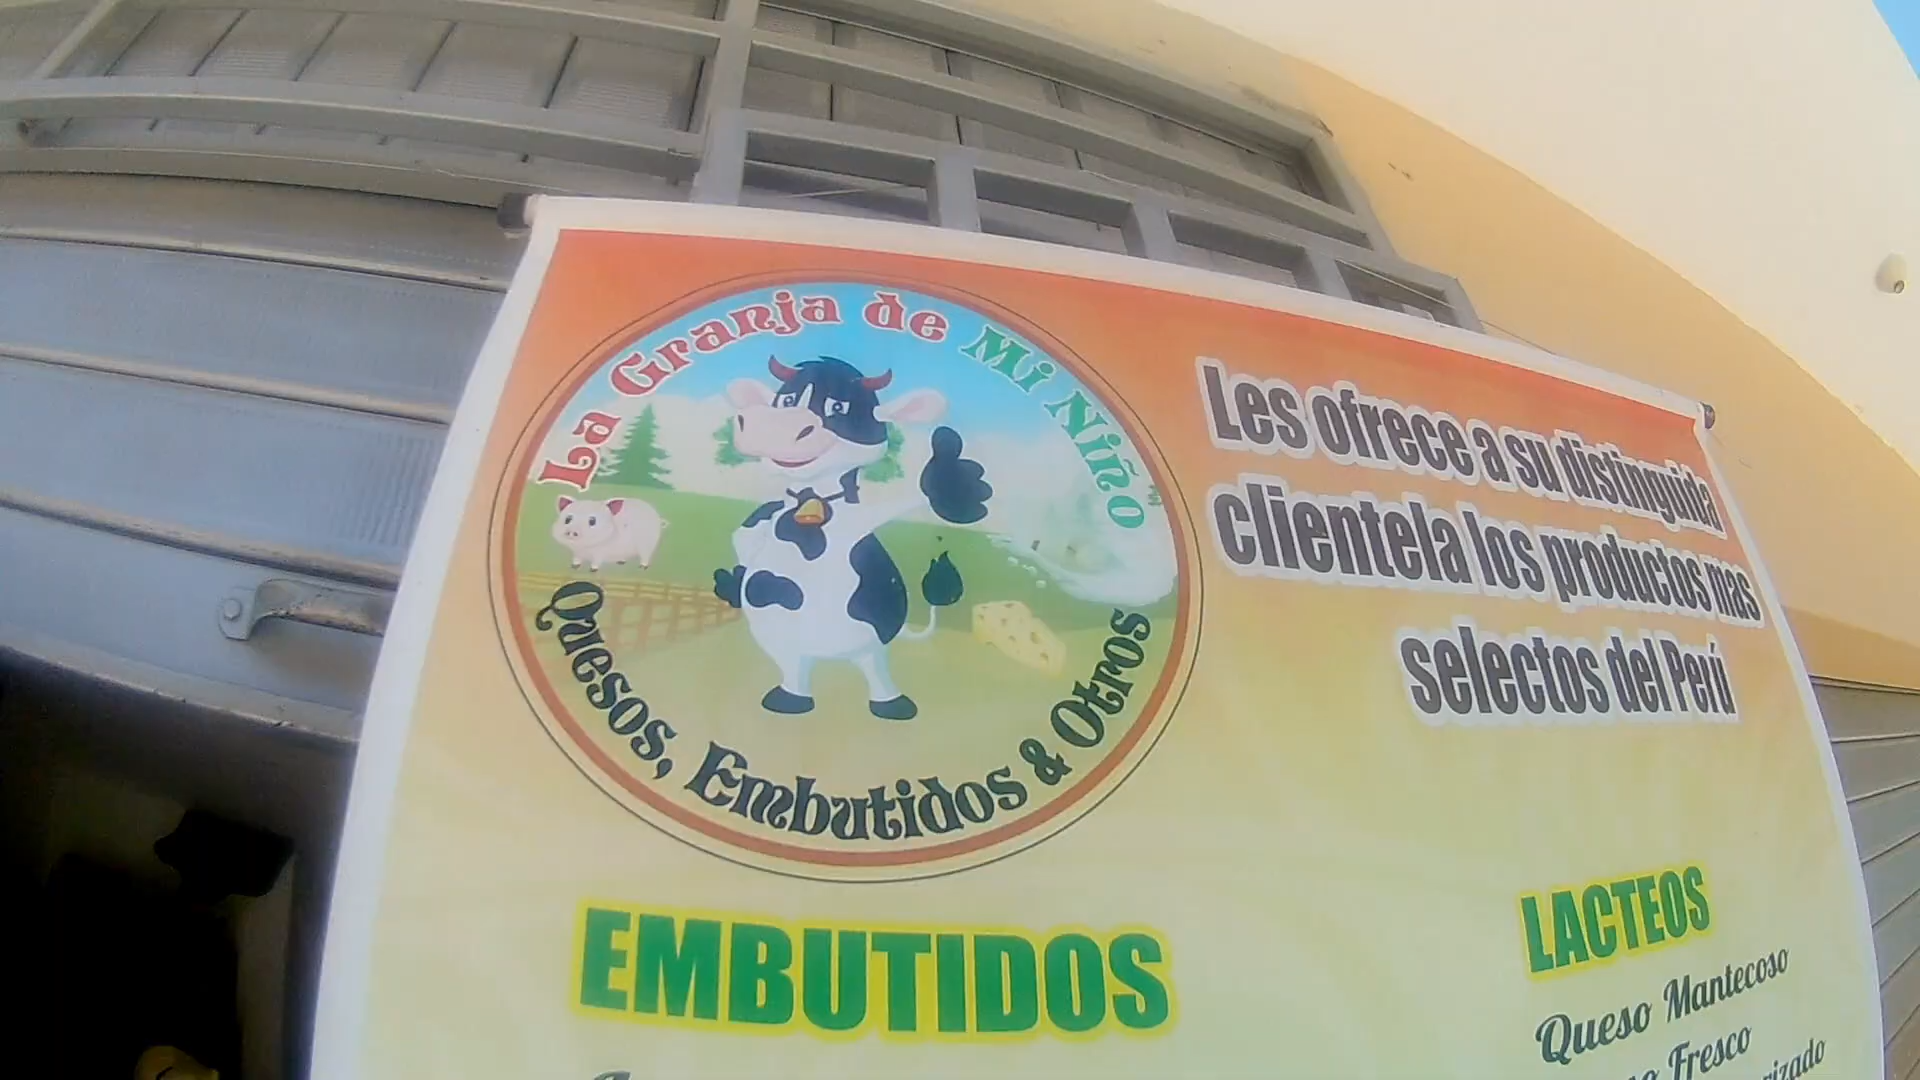 La Granja de Mi Niño
Quesos, Embutidos & Otros
Les ofrece a su distinguida
clientela los productos mas
selectos del Perú
EMBUTIDOS
LACTEOS
Queso Mantecoso
Fresco